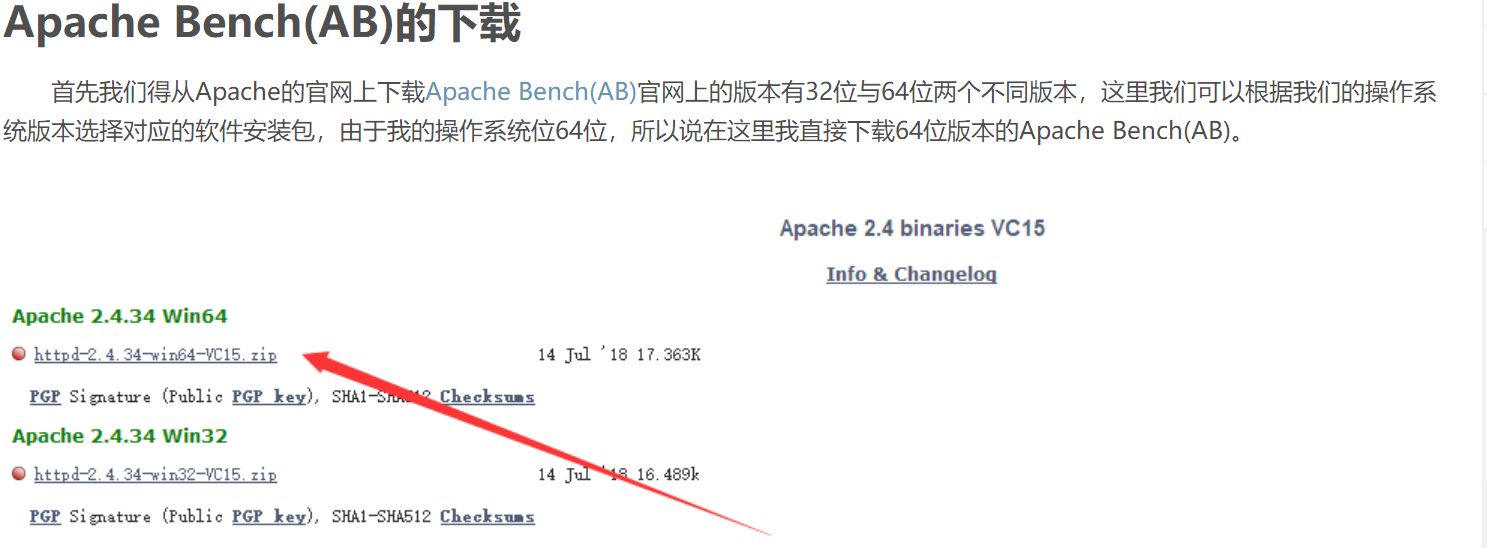 Apache Bench(AB)的下载
首先我们得从Apache的官网上下载Apache Bench(AB)官网上的版本有32位与64位两个不同版本，这里我们可以根据我们的操作系
统版本选择对应的软件安装包，由于我的操作系统位64位，所以说在这里我直接下载64位版本的Apache Bench(AB)。
Apache 2.4 binaries VC15
Info & Changelog
Apache 2.4.34 Win64
httpd-2.4.34-win64-VC15.zip 14 Jul '18 17.363K
PGP Signature (Public PGP key), SHA1-SHA512 Checksums
Apache 2.4.34 Win32
httpd-2.4.34-win32-VC15.zip 14 Jul '18 16.489k
PGP Signature (Public PGP key), SHA1-SHA512 Checksums